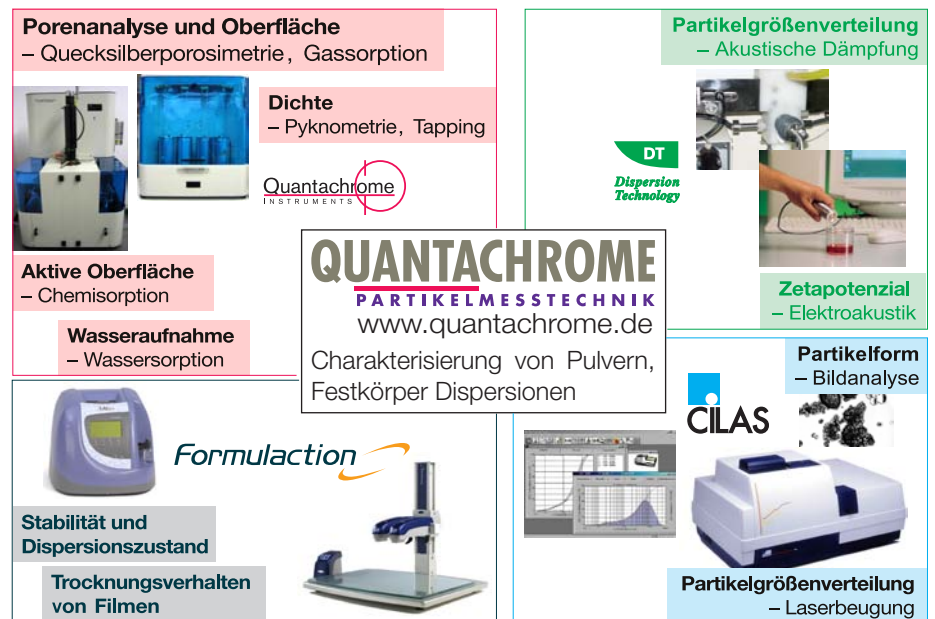 Porenanalyse und Oberfläche
– Quecksilberporosimetrie, Gassorption
Dichte
– Pyknometrie, Tapping
Quantachrome
INSTRUMENTS
Aktive Oberfläche
– Chemisorption
Wasseraufnahme
– Wassersorption
Partikelgrößenverteilung
– Akustische Dämpfung
DT
Dispersion
Technology
Zetapotenzial
– Elektroakustik
QUANTACHROME
PARTIKELMESSTECHNIK
www.quantachrome.de
Charakterisierung von Pulvern,
Festkörper Dispersionen
Formulaction
Stabilität und
Dispersionszustand
Trocknungsverhalten
von Filmen
Partikelform
– Bildanalyse
CILAS
Partikelgrößenverteilung
– Laserbeugung